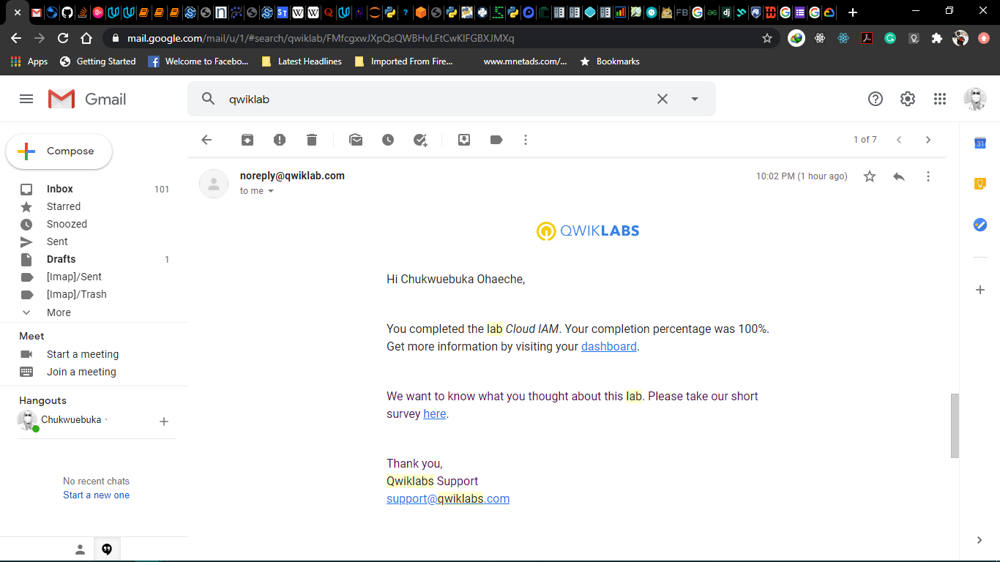 mail.google.com/mail/u/1/#search/qwiklab/FMfcgxwJXpQsQWBHvLFtCwKlFGBXJMXq
Apps Getting Started Welcome to Facebo... Latest Headlines Imported From Fire... www.mnetads.com/... Bookmarks
Gmail
qwiklab
Compose
1 of 7
31
Inbox 101
Starred
Snoozed
Sent
Drafts 1
[Imap]/Sent
[Imap]/Trash
More
Meet
Start a meeting
Join a meeting
Hangouts
Chukwuebuka
No recent chats
Start a new one
noreply@qwiklab.com
10:02 PM (1 hour ago)
to me
QWIKLABS
Hi Chukwuebuka Ohaeche,
You completed the lab Cloud IAM. Your completion percentage was 100%.
Get more information by visiting your dashboard.
We want to know what you thought about this lab. Please take our short
survey here.
Thank you,
Qwiklabs Support
support@qwiklabs.com